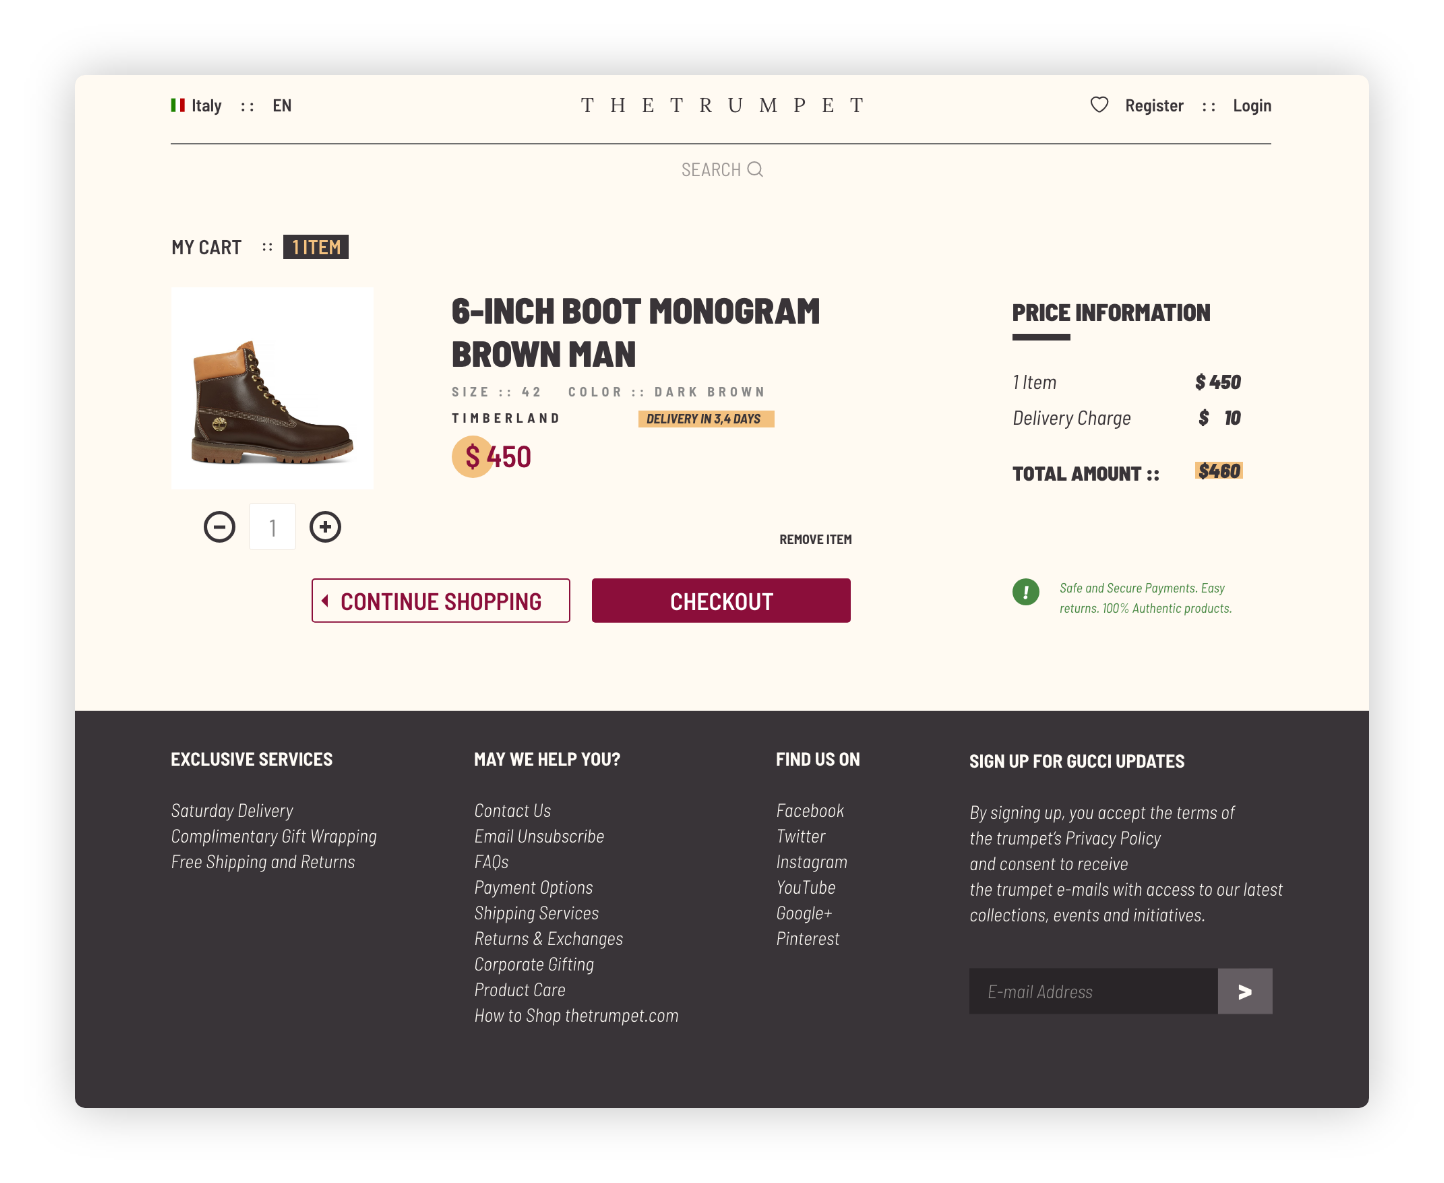 Italy :: EN
THETRUMPET
Register :: Login
SEARCH
MY CART :: 1 ITEM
6-INCH BOOT MONOGRAM
BROWN MAN
SIZE :: 42 COLOR :: DARK BROWN
TIMBERLAND DELIVERY IN 3,4 DAYS
$ 450
1
REMOVE ITEM
CONTINUE SHOPPING
CHECKOUT
PRICE INFORMATION
1 Item $ 450
Delivery Charge $ 10
TOTAL AMOUNT :: $460
! Safe and Secure Payments. Easy
returns. 100% Authentic products.
EXCLUSIVE SERVICES
Saturday Delivery
Complimentary Gift Wrapping
Free Shipping and Returns
MAY WE HELP YOU?
Contact Us
Email Unsubscribe
FAQs
Payment Options
Shipping Services
Returns & Exchanges
Corporate Gifting
Product Care
How to Shop thetrumpet.com
FIND US ON
Facebook
Twitter
Instagram
YouTube
Google+
Pinterest
SIGN UP FOR GUCCI UPDATES
By signing up, you accept the terms of
the trumpet's Privacy Policy
and consent to receive
the trumpet e-mails with access to our latest
collections, events and initiatives.
E-mail Address >